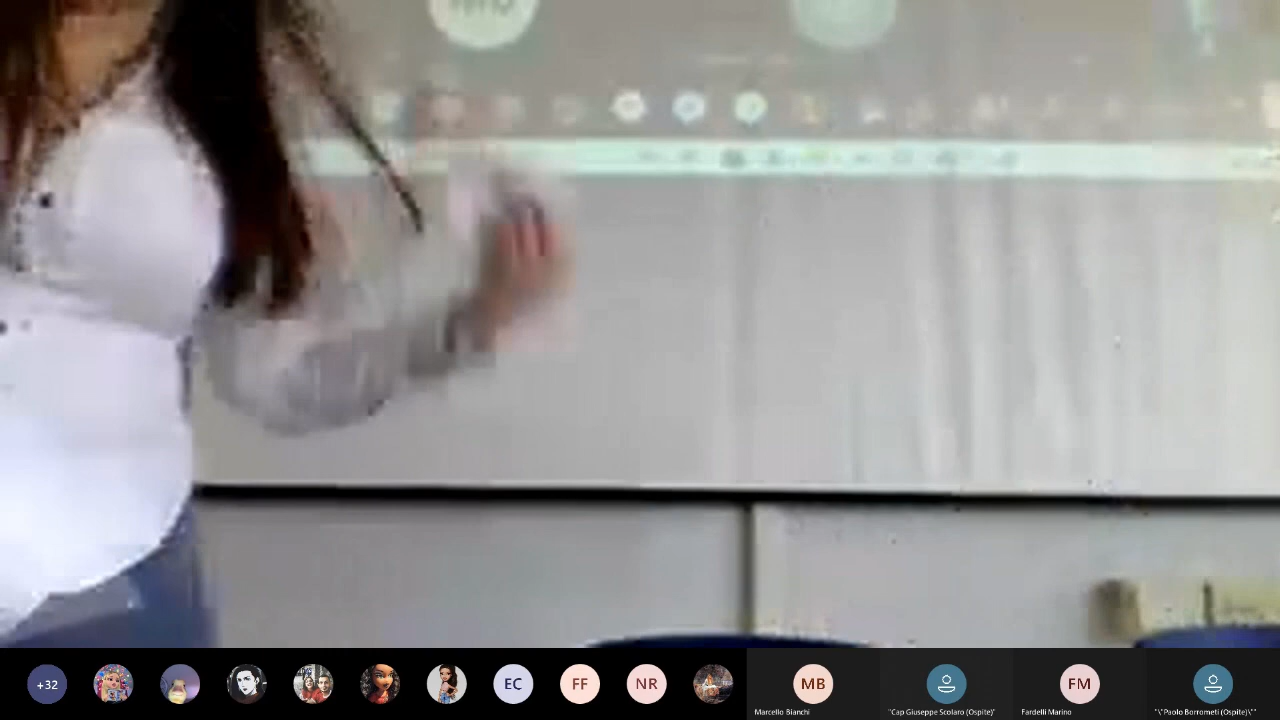 +32
EC
FF
NR
MB
FM
Marcello Bianchi
"Cap Giuseppe Scolaro (Ospite)"
Fardelli Marino
"\"Paolo Borrometi (Ospite)\""